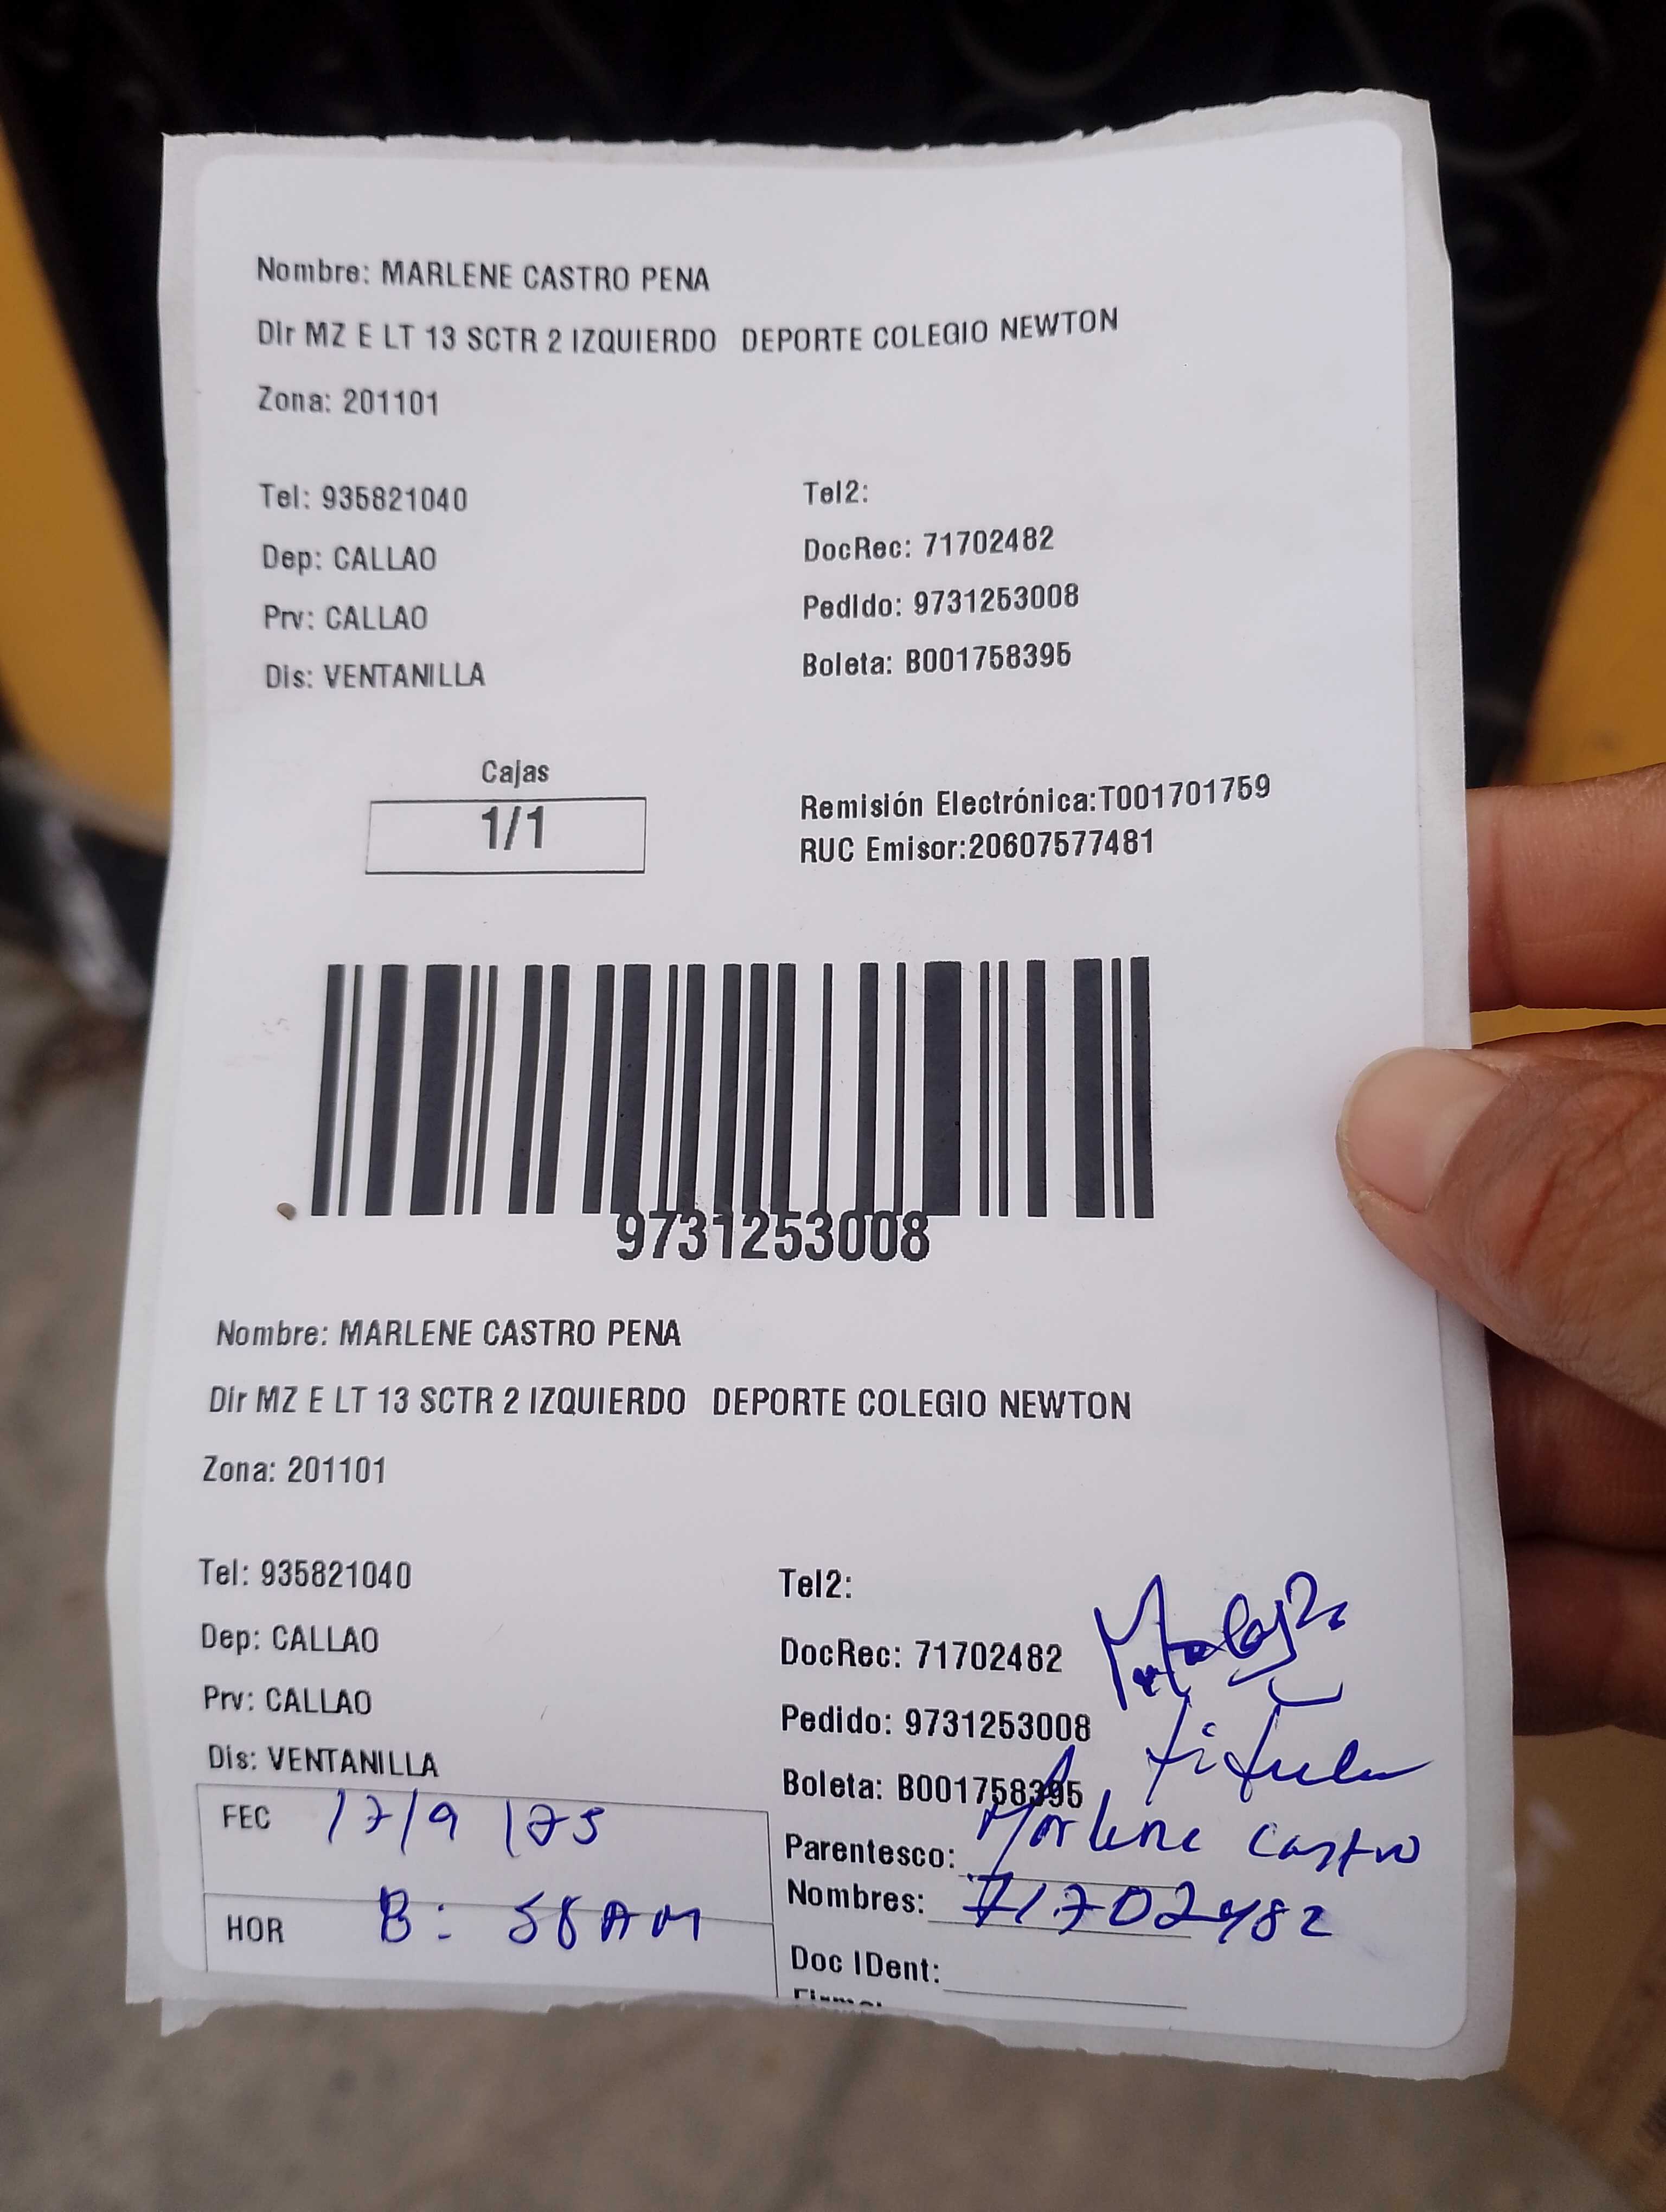 Nombre: MARLENE CASTRO PENA
Dir MZ E LT 13 SCTR 2 IZQUIERDO DEPORTE COLEGIO NEWTON
Zona: 201101
Tel: 935821040 Tel2:
Dep: CALLAO DocRec: 71702482
Prv: CALLAO Pedido: 9731253008
Dis: VENTANILLA Boleta: B001758395
Cajas
1/1
Remisión Electrónica:T001701759
RUC Emisor:20607577481
9731253008
Nombre: MARLENE CASTRO PENA
Dir MZ E LT 13 SCTR 2 IZQUIERDO DEPORTE COLEGIO NEWTON
Zona: 201101
Tel: 935821040 Tel2:
Dep: CALLAO DocRec: 71702482
Prv: CALLAO Pedido: 9731253008
Dis: VENTANILLA Boleta: B001758395
titular
FEC 17/9
Parentesco: Marlene Castro
Nombres: 71702482
HOR 8:58 AM
Doc IDent:
Firma: